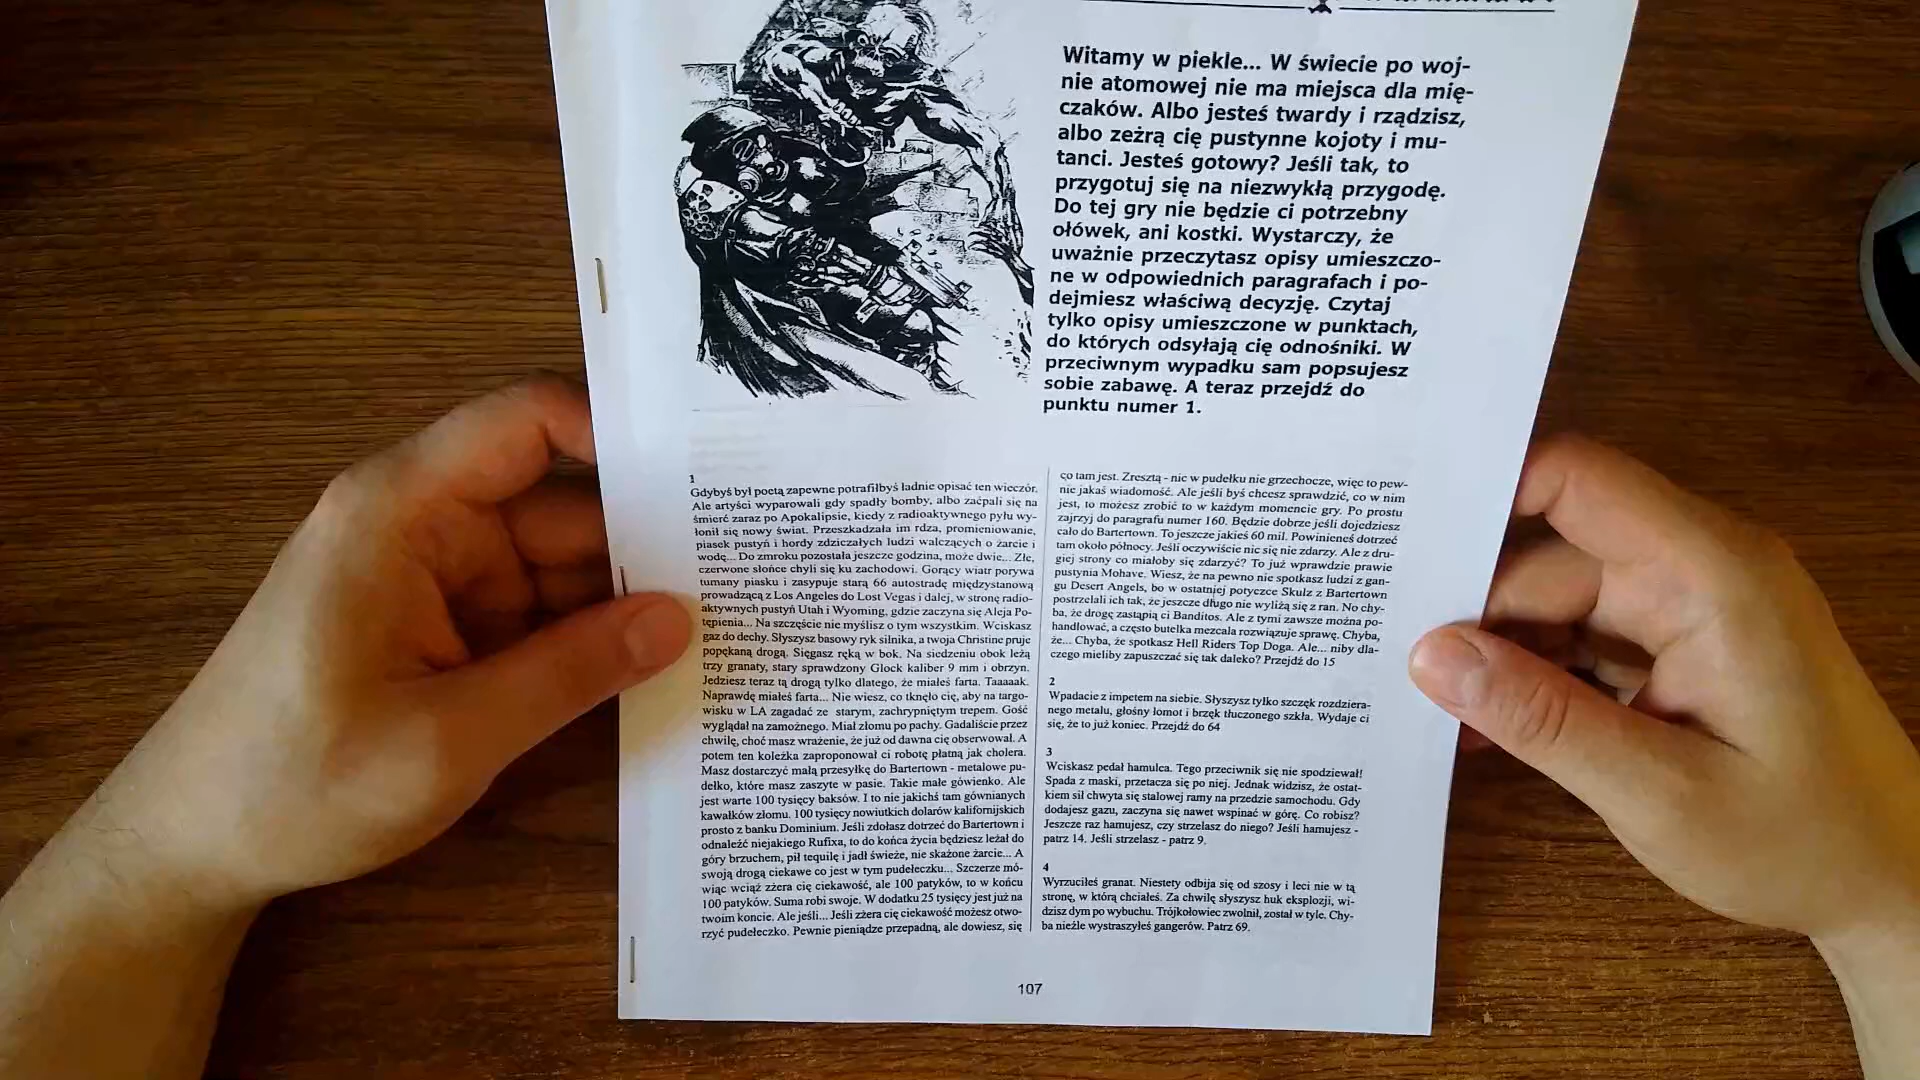 Witamy w piekle... W świecie po woj-
nie atomowej nie ma miejsca dla mię-
czaków. Albo jesteś twardy i rządzisz,
albo zeżrą cię pustynne kojoty i mu-
tanci. Jesteś gotowy? Jeśli tak, to
przygotuj się na niezwykłą przygodę.
Do tej gry nie będzie ci potrzebny
ołówek, ani kostki. Wystarczy, że
uważnie przeczytasz opisy umieszczo-
ne w odpowiednich paragrafach i po-
dejmiesz właściwą decyzję. Czytaj
tylko opisy umieszczone w punktach,
do których odsyłają cię odnośniki. W
przeciwnym wypadku sam popsujesz
sobie zabawę. A teraz przejdź do
punktu numer 1.
1
Gdybyś był poetą zapewne potrafiłbyś ładnie opisać ten wieczór.
Ale artyści wyparowali gdy spadły bomby, albo zaćpali się na
śmierć zaraz po Apokalipsie, kiedy z radioaktywnego pyłu wy-
łonił się nowy świat. Przeszkadzała im rdza, promieniowanie,
piasek pustyń i hordy zdziczałych ludzi walczących o żarcie i
wodę... Do zmroku pozostała jeszcze godzina, może dwie... Złe,
czerwone słońce chyli się ku zachodowi. Gorący wiatr porywa
tumany piasku i zasypuje starą 66 autostradę międzystanową
prowadzącą z Los Angeles do Lost Vegas i dalej, w stronę radio-
aktywnych pustyń Utah i Wyoming, gdzie zaczyna się Aleja Po-
tępienia... Na szczęście nie myślisz o tym wszystkim. Wciskasz
gaz do dechy. Słyszysz basowy ryk silnika, a twoja Christine pruje
popękaną drogą. Sięgasz ręką w bok. Na siedzeniu obok leżą
trzy granaty, stary sprawdzony Glock kaliber 9 mm i obrzyn.
Jedziesz teraz tą drogą tylko dlatego, że miałeś farta. Taaaaak.
Naprawdę miałeś farta... Nie wiesz, co tknęło cię, aby na targo-
wisku w LA zagadać ze starym, zachrypniętym trepem. Gość
wyglądał na zamożnego. Miał złomu po pachy. Gadaliście przez
chwilę, choć masz wrażenie, że już od dawna cię obserwował. A
potem ten koleżka zaproponował ci robotę płatną jak cholera.
Masz dostarczyć małą przesyłkę do Bartertown - metalowe pu-
dełko, które masz zaszyte w pasie. Takie małe gówienko. Ale
jest warte 100 tysięcy baksów. I to nie jakichś tam gównianych
kawałków złomu. 100 tysięcy nowiutkich dolarów kalifornijskich
prosto z banku Dominium. Jeśli zdołasz dotrzeć do Bartertown i
odnaleźć niejakiego Rufixa, to do końca życia będziesz leżał do
góry brzuchem, pił tequilę i jadł świeże, nie skażone żarcie... A
swoją drogą ciekawe co jest w tym pudełeczku... Szczerze mó-
wiąc wciąż zżera cię ciekawość, ale 100 patyków, to w końcu
100 patyków. Suma robi swoje. W dodatku 25 tysięcy jest już na
twoim koncie. Ale jeśli... Jeśli zżera cię ciekawość możesz otwo-
rzyć pudełeczko. Pewnie pieniądze przepadną, ale dowiesz, się
co tam jest. Zresztą - nic w pudełku nie grzechocze, więc to pew-
nie jakaś wiadomość. Ale jeśli byś chcesz sprawdzić, co w nim
jest, to możesz zrobić to w każdym momencie gry. Po prostu
zajrzyj do paragrafu numer 160. Będzie dobrze jeśli dojedziesz
cało do Bartertown. To jeszcze jakieś 60 mil. Powinieneś dotrzeć
tam około północy. Jeśli oczywiście nic się nie zdarzy. Ale z dru-
giej strony co miałoby się zdarzyć? To już wprawdzie prawie
pustynia Mohave. Wiesz, że na pewno nie spotkasz ludzi z gan-
gu Desert Angels, bo w ostatniej potyczce Skulz z Bartertown
postrzelali ich tak, że jeszcze długo nie wyliżą się z ran. No chy-
ba, że drogę zastąpią ci Banditos. Ale z tymi zawsze można po-
handlować, a często butelka mezcala rozwiązuje sprawę. Chyba,
że... Chyba, że spotkasz Hell Riders Top Doga. Ale... niby dla-
czego mieliby zapuszczać się tak daleko? Przejdź do 15
2
Wpadacie z impetem na siebie. Słyszysz tylko szczęk rozdziera-
nego metalu, głośny łomot i brzęk tłuczonego szkła. Wydaje ci
się, że to już koniec. Przejdź do 64
3
Wciskasz pedał hamulca. Tego przeciwnik się nie spodziewał!
Spada z maski, przetacza się po niej. Jednak widzisz, że ostat-
kiem sił chwyta się stalowej ramy na przedzie samochodu. Gdy
dodajesz gazu, zaczyna się nawet wspinać w górę. Co robisz?
Jeszcze raz hamujesz, czy strzelasz do niego? Jeśli hamujesz -
patrz 14. Jeśli strzelasz - patrz 9.
4
Wyrzuciłeś granat. Niestety odbija się od szosy i leci nie w tą
stronę, w którą chciałeś. Za chwilę słyszysz huk eksplozji, wi-
dzisz dym po wybuchu. Trójkołowiec zwolnił, został w tyle. Chy-
ba nieźle wystraszyłeś gangerów. Patrz 69.
107